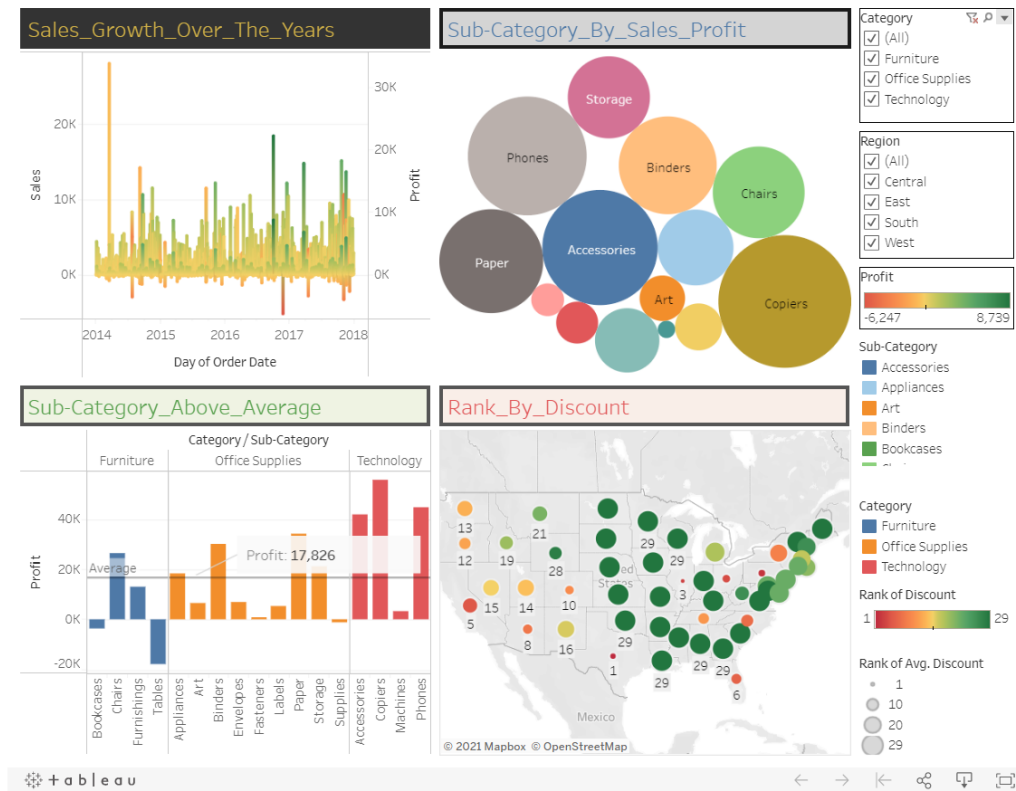 Sales_Growth_Over_The_Years
Sales
20K
10K
0K
30K
20K
10K
0K
Profit
2014 2015 2016 2017 2018
Day of Order Date
Sub-Category_By_Sales_Profit
Storage
Phones
Binders
Chairs
Accessories
Paper
Art
Copiers
Category
(All)
Furniture
Office Supplies
Technology
Region
(All)
Central
East
South
West
Profit
-6,247 8,739
Sub-Category
Accessories
Appliances
Art
Binders
Bookcases
Category
Furniture
Office Supplies
Technology
Rank of Discount
1 29
Rank of Avg. Discount
1
10
20
29
Sub-Category_Above_Average
Category / Sub-Category
Furniture Office Supplies Technology
Profit
40K
20K
0K
-20K
Average
Profit: 17,826
Bookcases
Chairs
Furnishings
Tables
Appliances
Art
Binders
Envelopes
Fasteners
Labels
Paper
Storage
Supplies
Accessories
Copiers
Machines
Phones
Rank_By_Discount
13
21
29
12
19
28
29
States
3
15
14
10
5
8
16
29
1
29
29
29
6
Mexico
© 2021 Mapbox © OpenStreetMap
+ableau